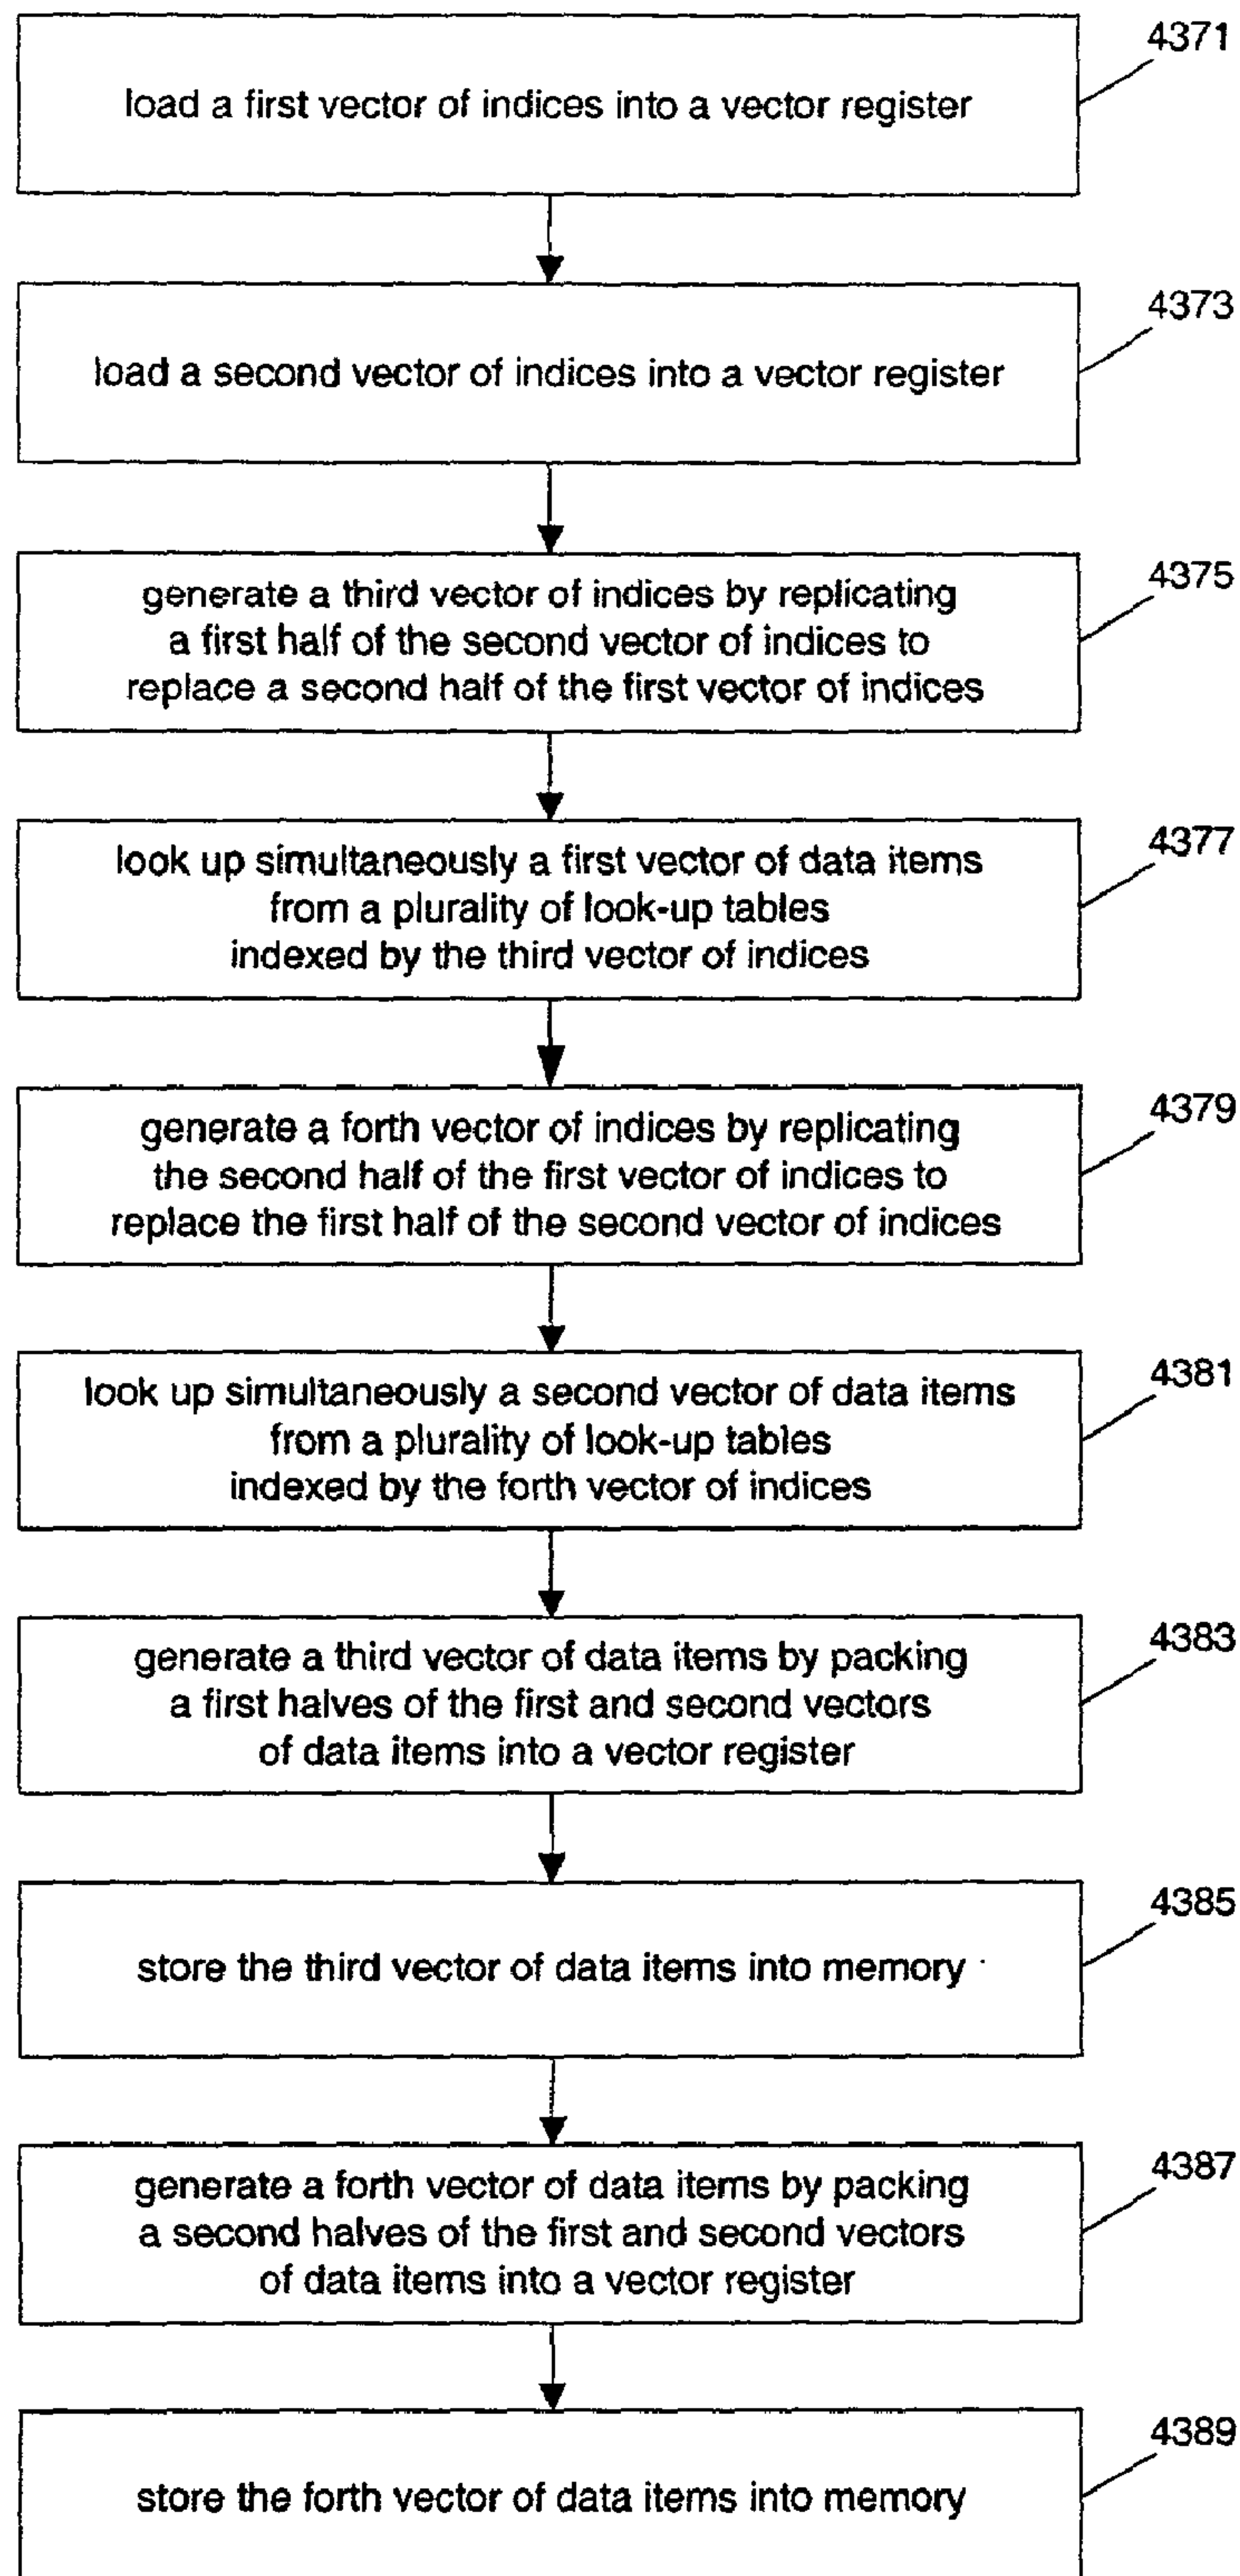 4371
load a first vector of indices into a vector register
4373
load a second vector of indices into a vector register
4375
generate a third vector of indices by replicating
a first half of the second vector of indices to
replace a second half of the first vector of indices
4377
look up simultaneously a first vector of data items
from a plurality of look-up tables
indexed by the third vector of indices
4379
generate a forth vector of indices by replicating
the second half of the first vector of indices to
replace the first half of the second vector of indices
4381
look up simultaneously a second vector of data items
from a plurality of look-up tables
indexed by the forth vector of indices
4383
generate a third vector of data items by packing
a first halves of the first and second vectors
of data items into a vector register
4385
store the third vector of data items into memory
4387
generate a forth vector of data items by packing
a second halves of the first and second vectors
of data items into a vector register
4389
store the forth vector of data items into memory